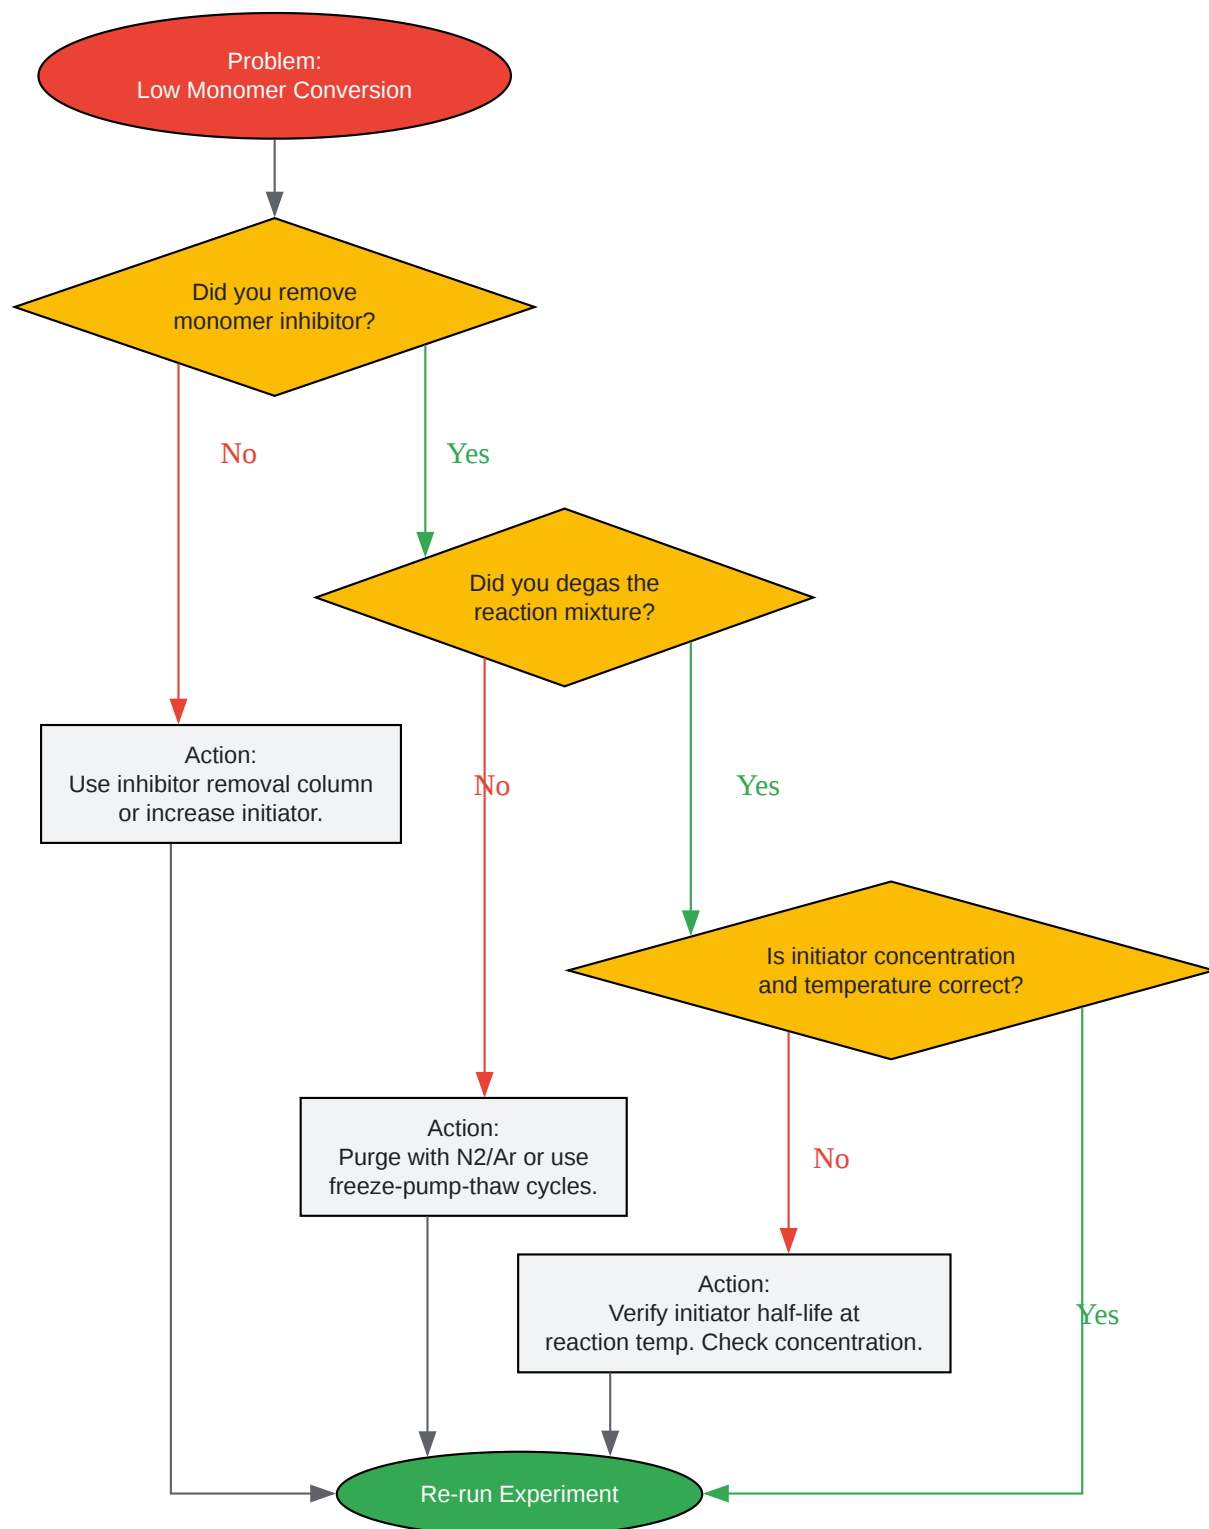 Problem:
Low Monomer Conversion
Did you remove
monomer inhibitor?
No
Yes
Did you degas the
reaction mixture?
Action:
Use inhibitor removal column
or increase initiator.
No
Yes
Is initiator concentration
and temperature correct?
Action:
Purge with N2/Ar or use
freeze-pump-thaw cycles.
No
Action:
Verify initiator half-life at
reaction temp. Check concentration.
Yes
Re-run Experiment